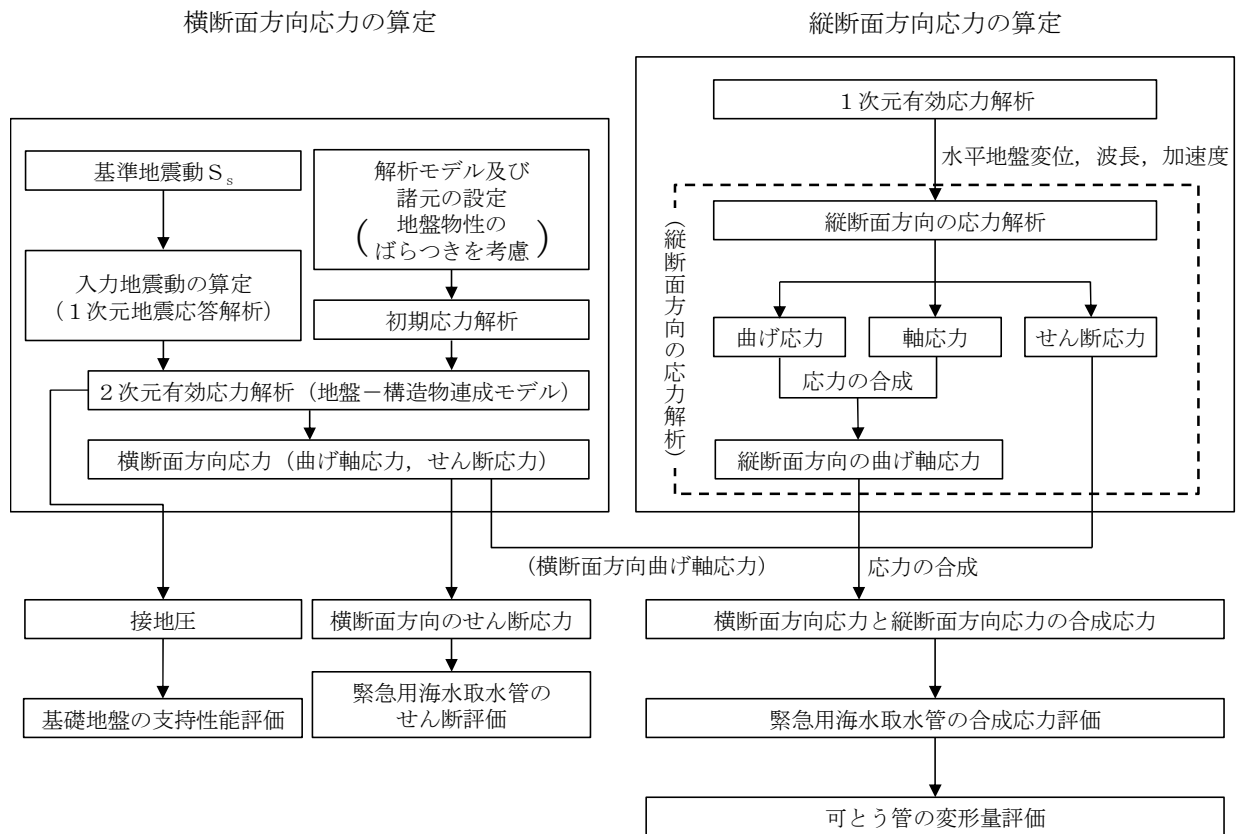 横断面方向応力の算定
基準地震動Ｓs
解析モデル及び
諸元の設定
（地盤物性の
ばらつきを考慮）
入力地震動の算定
（１次元地震応答解析）
初期応力解析
２次元有効応力解析（地盤－構造物連成モデル）
横断面方向応力（曲げ軸応力，せん断応力）
縦断面方向応力の算定
１次元有効応力解析
水平地盤変位，波長，加速度
（縦断面方向の応力解析）
縦断面方向の応力解析
曲げ応力
軸応力
せん断応力
応力の合成
縦断面方向の曲げ軸応力
（横断面方向曲げ軸応力）
応力の合成
接地圧
横断面方向のせん断応力
横断面方向応力と縦断面方向応力の合成応力
基礎地盤の支持性能評価
緊急用海水取水管の
せん断評価
緊急用海水取水管の合成応力評価
可とう管の変形量評価